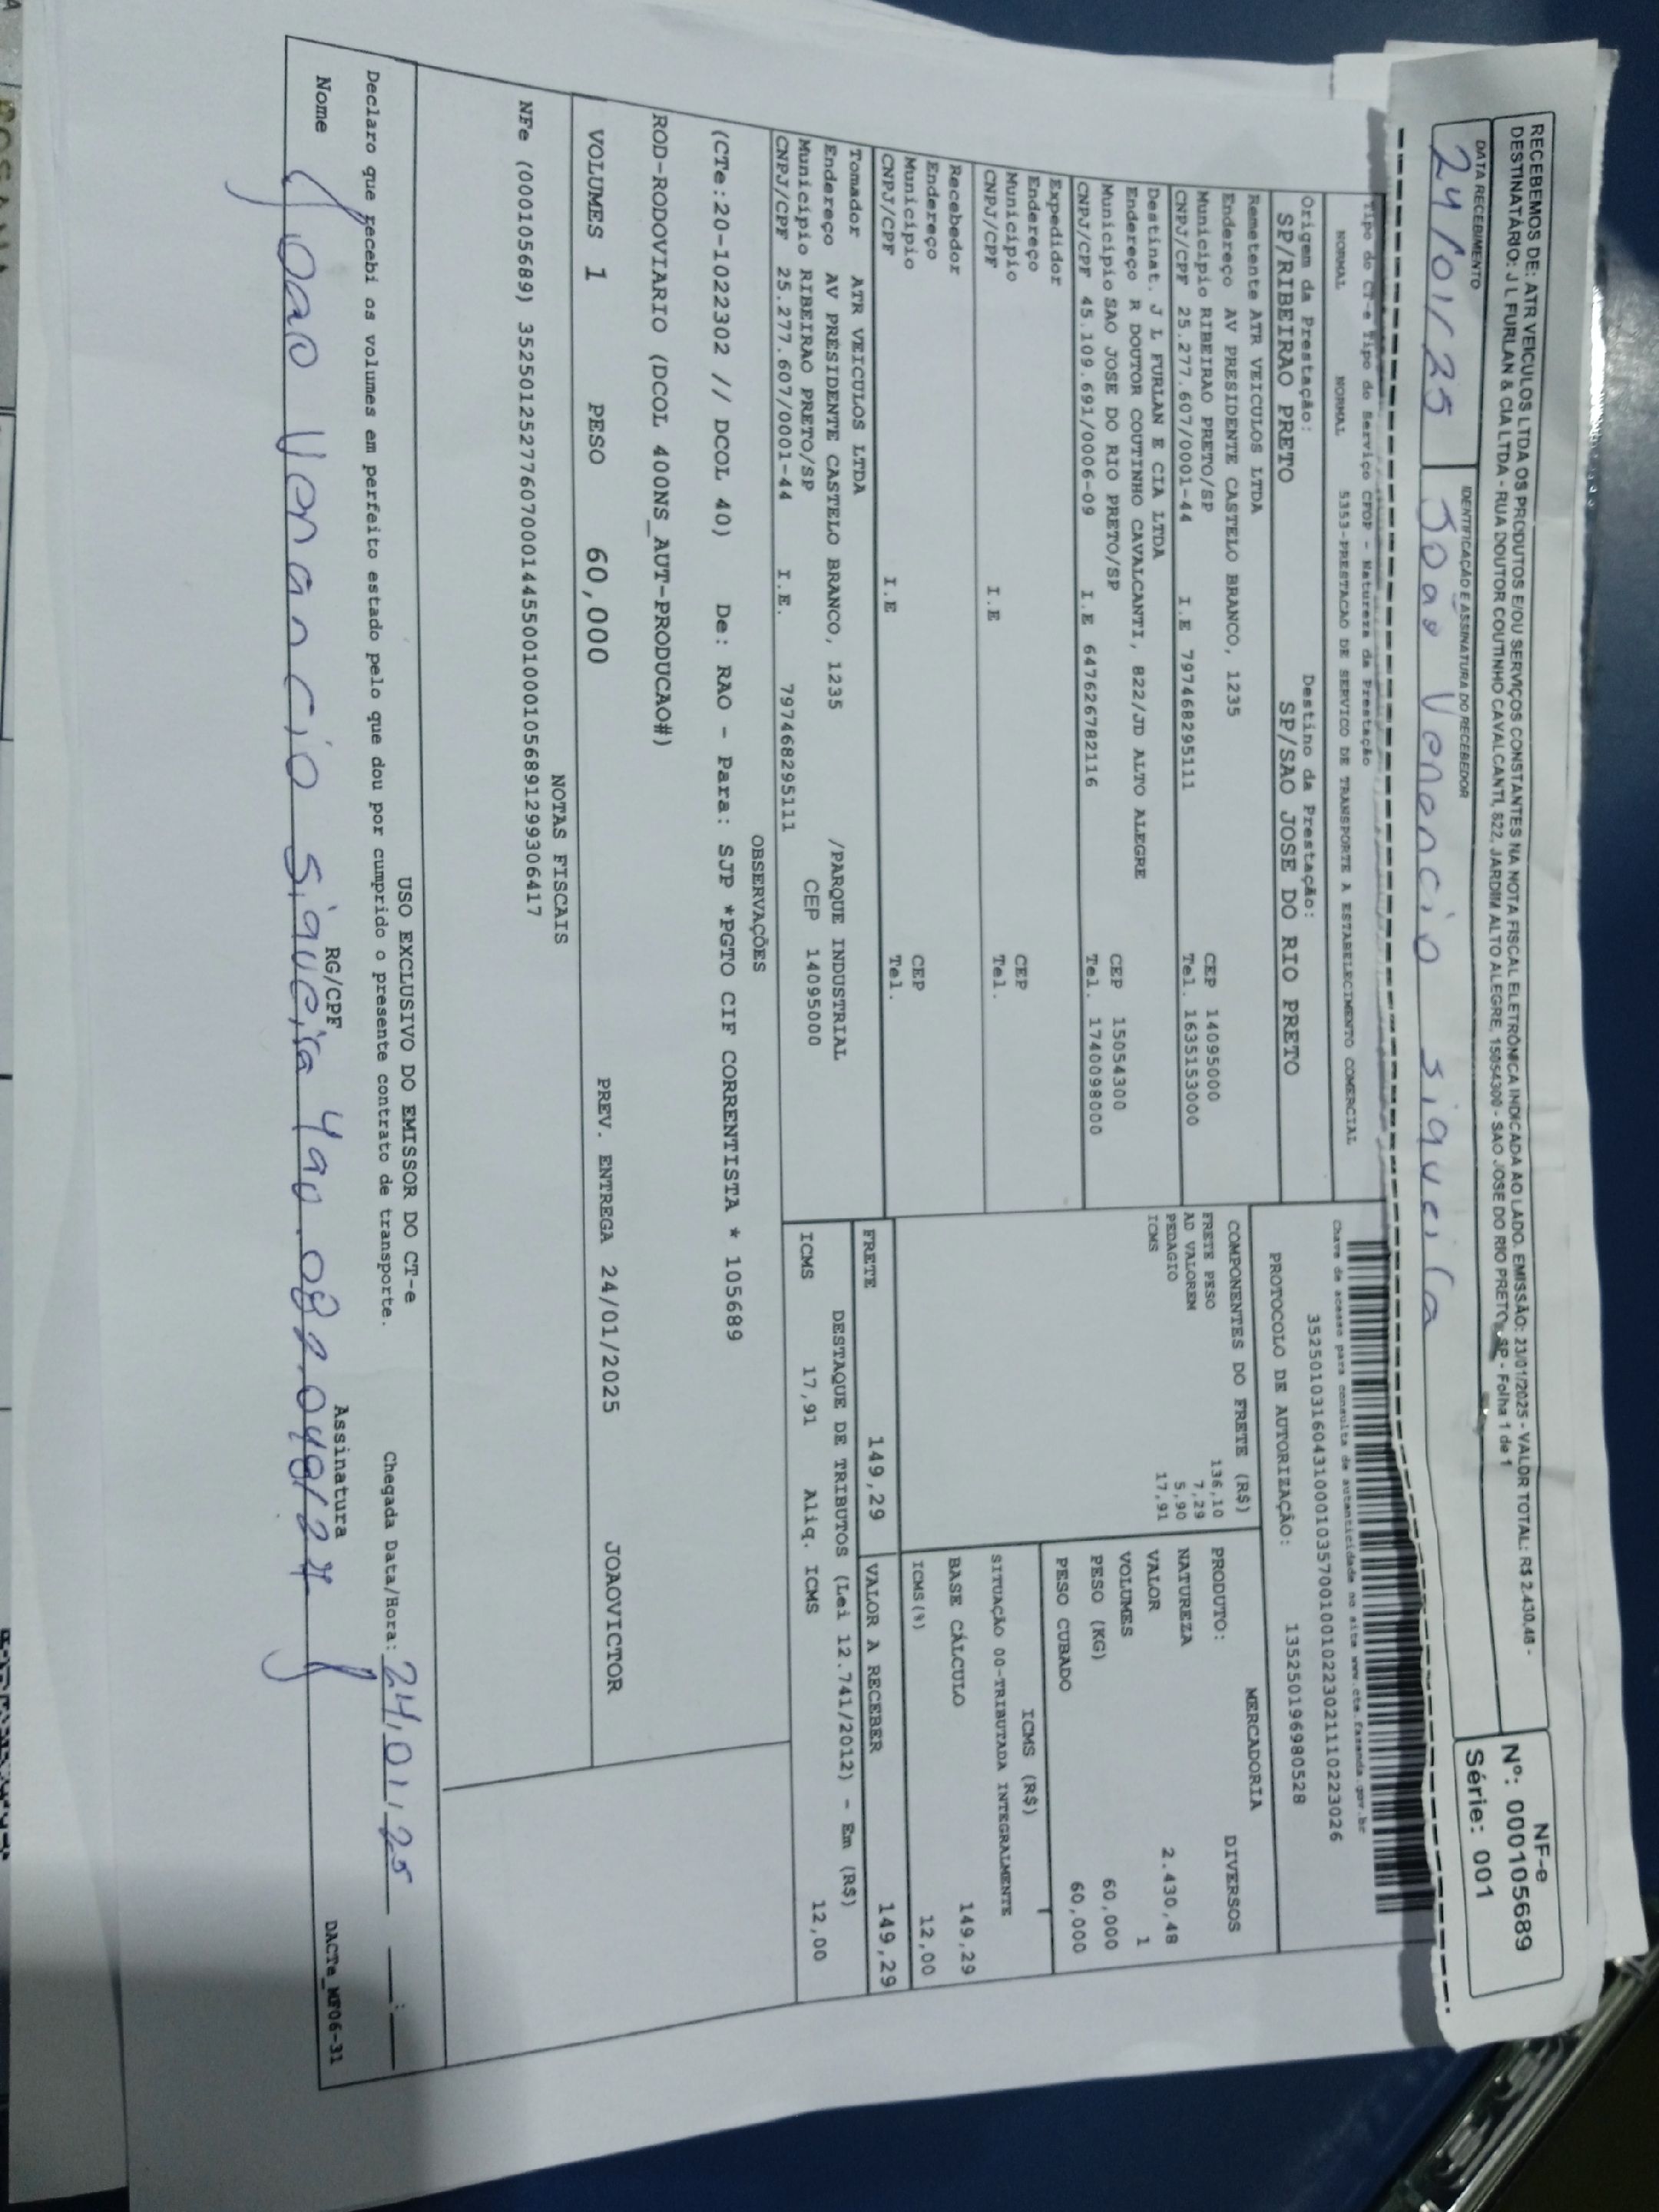 RECEBEMOS DE: ATR VEICULOS LTDA OS PRODUTOS E/OU SERVIÇOS CONSTANTES NA NOTA FISCAL ELETRÔNICA INDICADA AO LADO. EMISSÃO: 23/01/2025 - VALOR TOTAL: R$ 2.430,48 -
DESTINATÁRIO: J L FURLAN & CIA LTDA - RUA DOUTOR COUTINHO CAVALCANTI, 822, JARDIM ALTO ALEGRE, 15054300 - SAO JOSE DO RIO PRETO - SP - Folha 1 de 1
DATA RECEBIMENTO
24/01/25
IDENTIFICAÇÃO E ASSINATURA DO RECEBEDOR
Joao Venancio siqueira
NF-e
Nº: 000105689
Série: 001
Tipo do CT-e Tipo do Serviço CFOP - Natureza da Prestação
NORMAL NORMAL 5353-PRESTACAO DE SERVICO DE TRANSPORTE A ESTABELECIMENTO COMERCIAL
Origem da Prestação: Destino da Prestação:
SP/RIBEIRAO PRETO SP/SAO JOSE DO RIO PRETO
Remetente ATR VEICULOS LTDA
Endereço AV PRESIDENTE CASTELO BRANCO, 1235
Municipio RIBEIRAO PRETO/SP CEP 14095000
CNPJ/CPF 25.277.607/0001-44 I.E 797468295111 Tel. 1635153000
Destinat. J L FURLAN E CIA LTDA
Endereço R DOUTOR COUTINHO CAVALCANTI, 822/JD ALTO ALEGRE
Municipio SAO JOSE DO RIO PRETO/SP CEP 15054300
CNPJ/CPF 45.109.691/0006-09 I.E 647626782116 Tel. 1740098000
Expedidor
Endereço
Municipio CEP
CNPJ/CPF I.E Tel.
Recebedor
Endereço
Municipio CEP
CNPJ/CPF I.E Tel.
Tomador ATR VEICULOS LTDA
Endereço AV PRESIDENTE CASTELO BRANCO, 1235 /PARQUE INDUSTRIAL
Municipio RIBEIRAO PRETO/SP CEP 14095000
CNPJ/CPF 25.277.607/0001-44 I.E. 797468295111
Chave de acesso para consulta de autenticidade no site www.cte.fazenda.gov.br
35250103160431000103570010010223021110223026
PROTOCOLO DE AUTORIZAÇÃO: 135250196980528
COMPONENTES DO FRETE (R$)
FRETE PESO 136,10
AD VALOREM 7,29
PEDAGIO 5,90
ICMS 17,91
MERCADORIA
PRODUTO: DIVERSOS
NATUREZA
VALOR 2.430,48
VOLUMES 1
PESO (KG) 60,000
PESO CUBADO 60,000
ICMS (R$)
SITUAÇÃO 00-TRIBUTADA INTEGRALMENTE
BASE CÁLCULO 149,29
ICMS(%) 12,00
FRETE 149,29 VALOR A RECEBER 149,29
DESTAQUE DE TRIBUTOS (Lei 12.741/2012) - Em (R$)
ICMS 17,91 Aliq. ICMS 12,00
OBSERVAÇÕES
(CTe:20-1022302 // DCOL 40) De: RAO - Para: SJP *PGTO CIF CORRENTISTA * 105689
ROD-RODOVIARIO (DCOL 400NS_AUT-PRODUCAO#)
VOLUMES 1 PESO 60,000 PREV. ENTREGA 24/01/2025 JOAOVICTOR
NOTAS FISCAIS
NFe (000105689) 35250125277607000144550010001056891299306417
USO EXCLUSIVO DO EMISSOR DO CT-e
Declaro que recebi os volumes em perfeito estado pelo que dou por cumprido o presente contrato de transporte. Chegada Data/Hora: 24/01/25 __:__
Nome RG/CPF Assinatura
Joao Venancio siqueira
DACTe_MF06-31